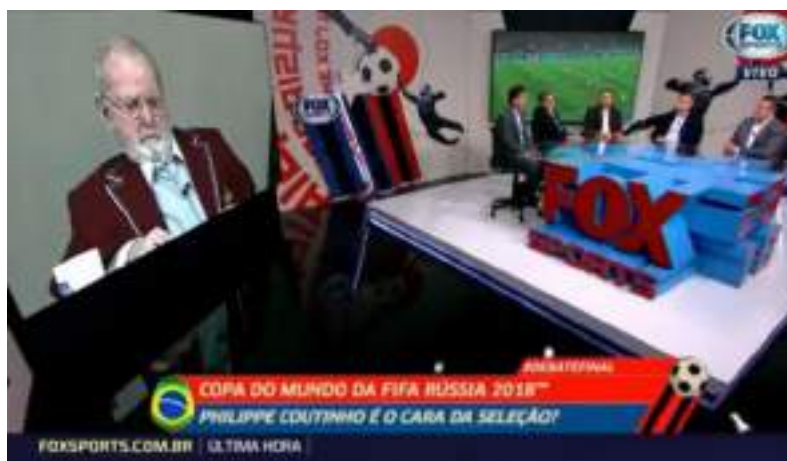 FOX
SPORTS
VIVO
FOX
FOX
SPORTS
#DEBATEFINAL
COPA DO MUNDO DA FIFA RÚSSIA 2018™
PHILIPPE COUTINHO É O CARA DA SELEÇÃO?
FOXSPORTS.COM.BR | ÚLTIMA HORA